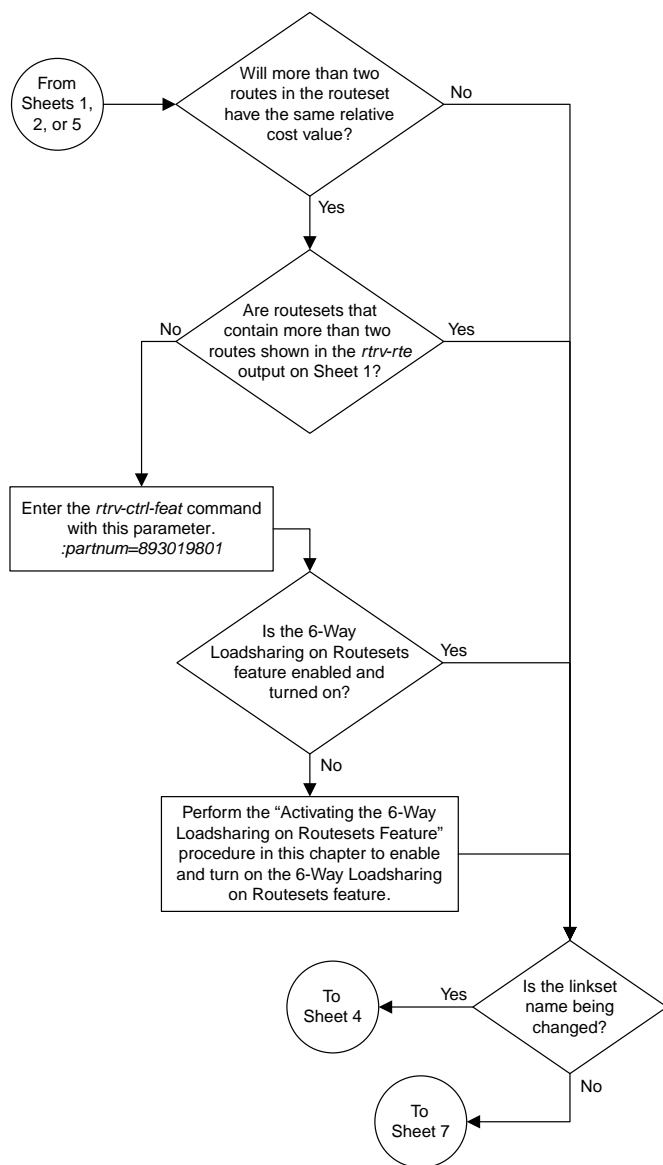 From
Sheets 1,
2, or 5
Will more than two
routes in the routeset
have the same relative
cost value?
No
Yes
Are routesets that
contain more than two
routes shown in the rtrv-rte
output on Sheet 1?
No
Yes
Enter the rtrv-ctrl-feat command
with this parameter.
:partnum=893019801
Is the 6-Way
Loadsharing on Routesets
feature enabled and
turned on?
Yes
No
Perform the “Activating the 6-Way
Loadsharing on Routesets Feature”
procedure in this chapter to enable
and turn on the 6-Way Loadsharing
on Routesets feature.
Is the linkset
name being
changed?
Yes
To
Sheet 4
No
To
Sheet 7